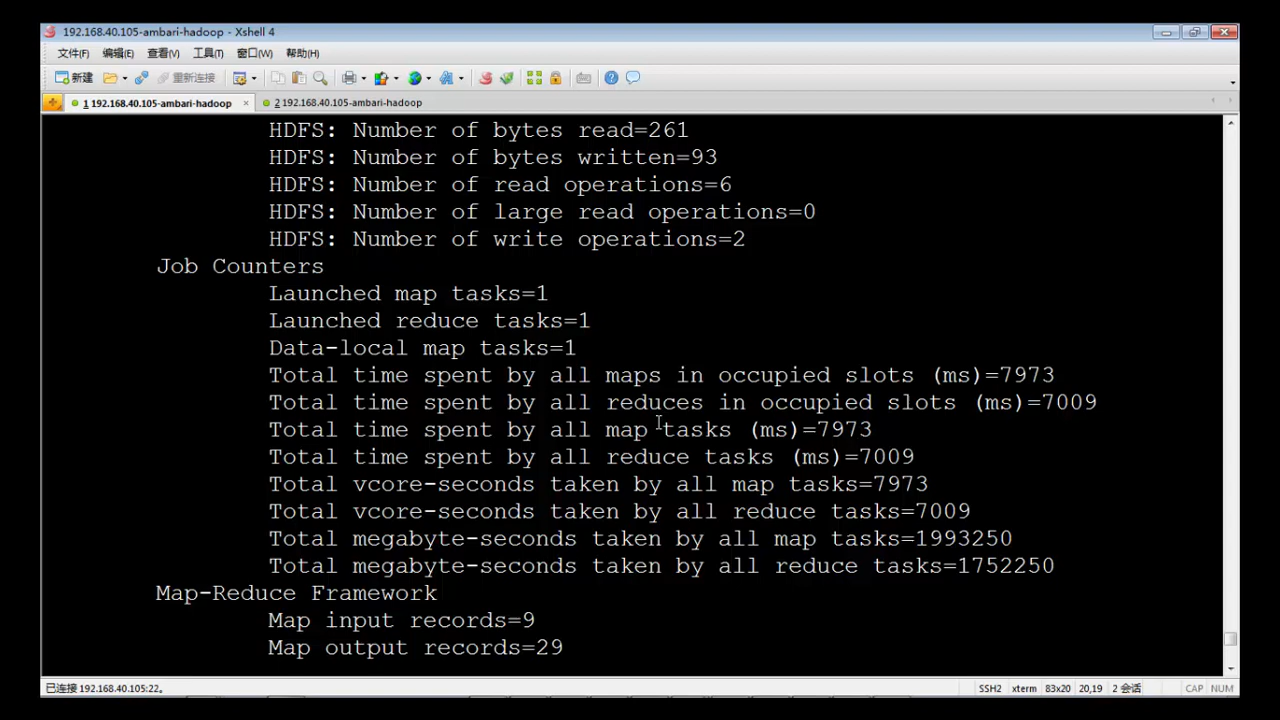 192.168.40.105-ambari-hadoop - Xshell 4
文件(F) 编辑(E) 查看(V) 工具(T) 窗口(W) 帮助(H)
新建 重新连接
1 192.168.40.105-ambari-hadoop × 2 192.168.40.105-ambari-hadoop
HDFS: Number of bytes read=261
HDFS: Number of bytes written=93
HDFS: Number of read operations=6
HDFS: Number of large read operations=0
HDFS: Number of write operations=2
Job Counters
Launched map tasks=1
Launched reduce tasks=1
Data-local map tasks=1
Total time spent by all maps in occupied slots (ms)=7973
Total time spent by all reduces in occupied slots (ms)=7009
Total time spent by all map tasks (ms)=7973
Total time spent by all reduce tasks (ms)=7009
Total vcore-seconds taken by all map tasks=7973
Total vcore-seconds taken by all reduce tasks=7009
Total megabyte-seconds taken by all map tasks=1993250
Total megabyte-seconds taken by all reduce tasks=1752250
Map-Reduce Framework
Map input records=9
Map output records=29
已连接 192.168.40.105:22。 SSH2 xterm 83x20 20,19 2 会话 CAP NUM